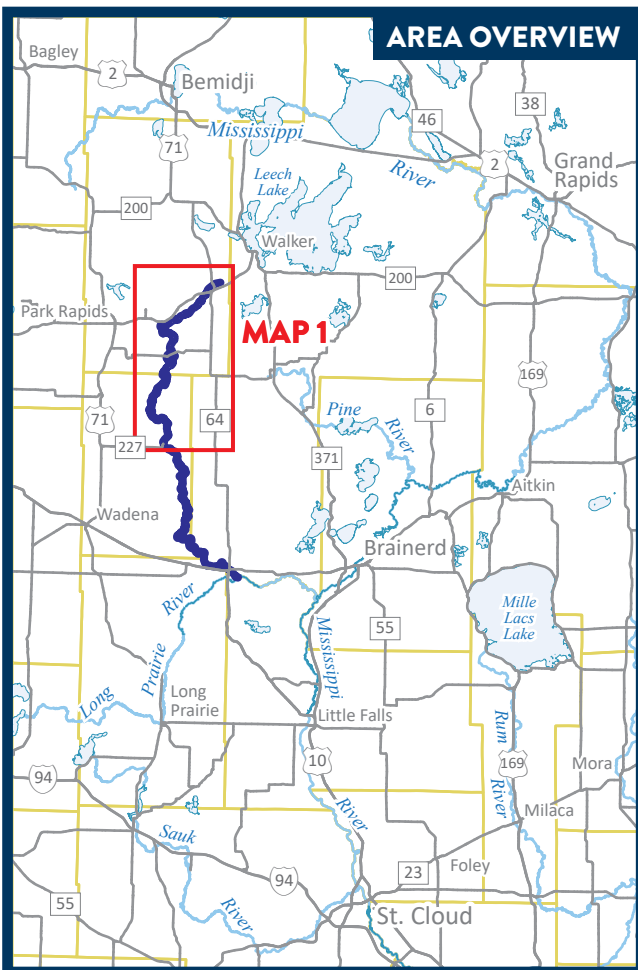 AREA OVERVIEW
Bagley
2
Bemidji
46
38
Mississippi
71
River
2
Grand
Rapids
Leech
Lake
200
Walker
200
Park Rapids
MAP 1
169
71
64
Pine
River
6
227
371
Aitkin
Wadena
Brainerd
River
Mille
Lacs
Lake
55
Prairie
Mississippi
Long
Long
Prairie
Little Falls
Rum
River
10
169
94
Mora
River
Milaca
Sauk
Foley
23
94
55
River
St. Cloud